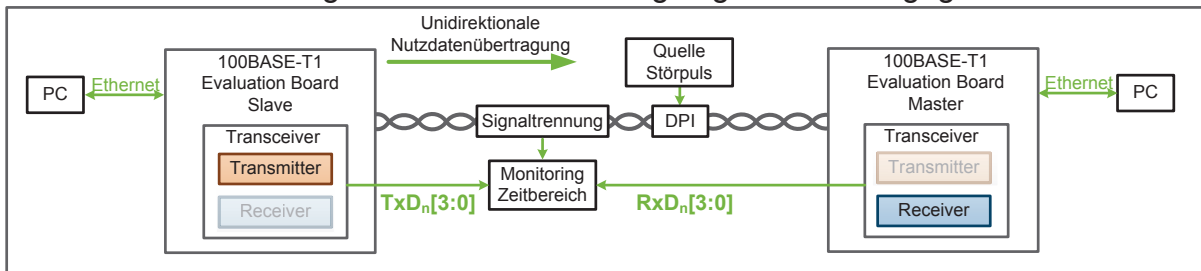 Unidirektionale
Nutzdatenübertragung
100BASE-T1
Evaluation Board
Slave
Quelle
Störpuls
100BASE-T1
Evaluation Board
Master
PC
Ethernet
Ethernet
PC
Signaltrennung
DPI
Transceiver
Transmitter
Receiver
Monitoring
Zeitbereich
TxDn[3:0]
RxDn[3:0]
Transceiver
Transmitter
Receiver